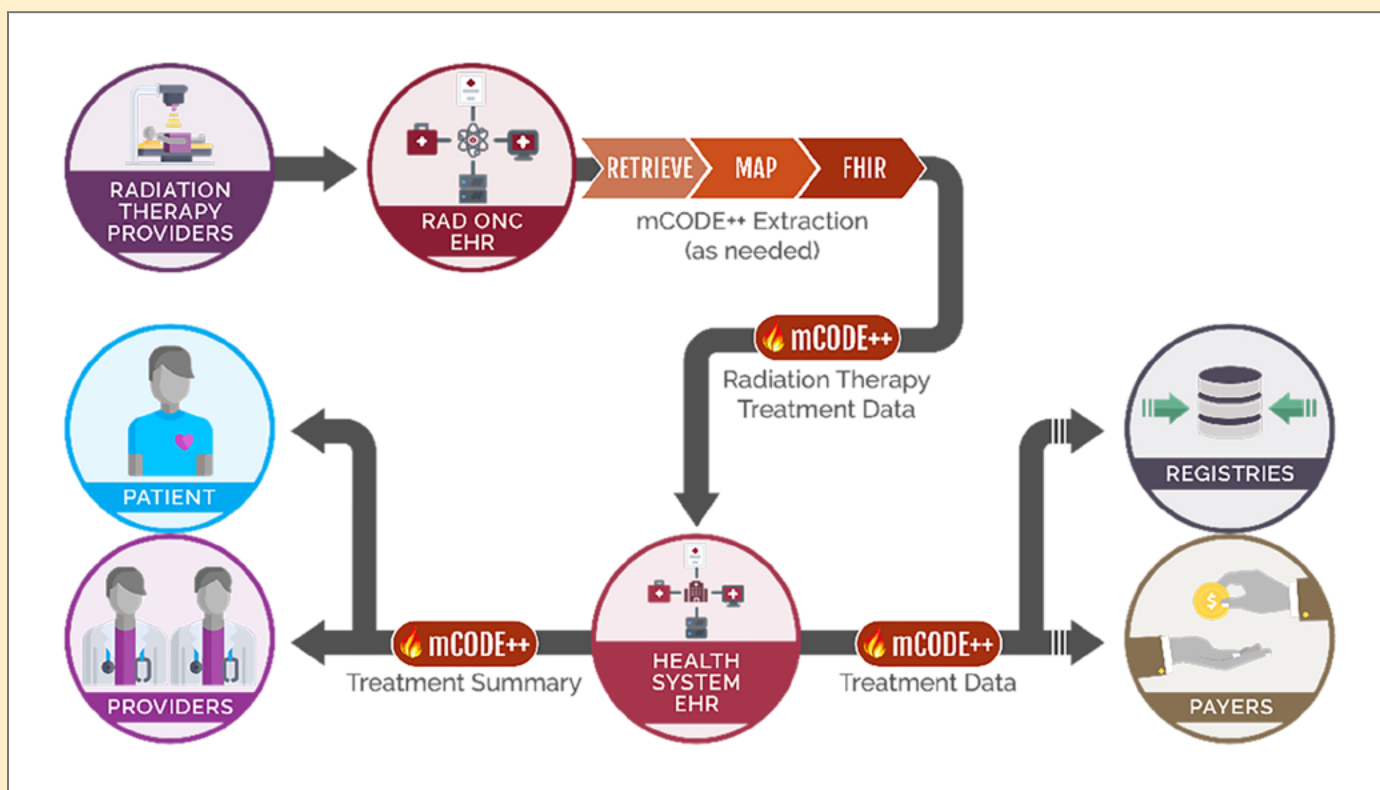 RADIATION
THERAPY
PROVIDERS
RAD ONC
EHR
RETRIEVE
MAP
FHIR
mCODE++ Extraction
(as needed)
mCODE++
Radiation Therapy
Treatment Data
PATIENT
REGISTRIES
PROVIDERS
mCODE++
Treatment Summary
HEALTH
SYSTEM
EHR
mCODE++
Treatment Data
$
PAYERS